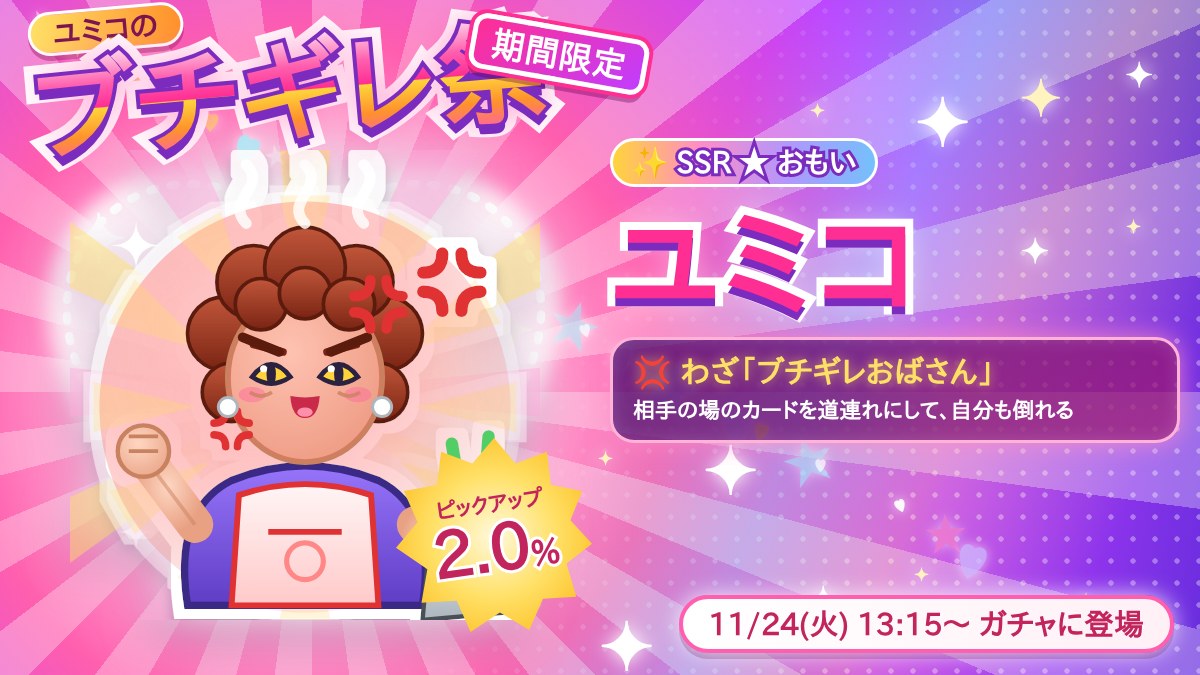 ユミコの
ブチギレ祭
期間限定
✨ SSR★おもい
ユミコ
わざ「ブチギレおばさん」
相手の場のカードを道連れにして、自分も倒れる
ピックアップ
2.0%
11/24(火) 13:15〜 ガチャに登場